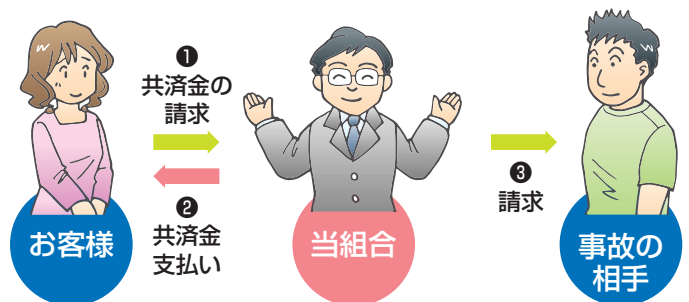 ❶
共済金の
請求
❷
共済金
支払い
❸
請求
お客様
当組合
事故の
相手